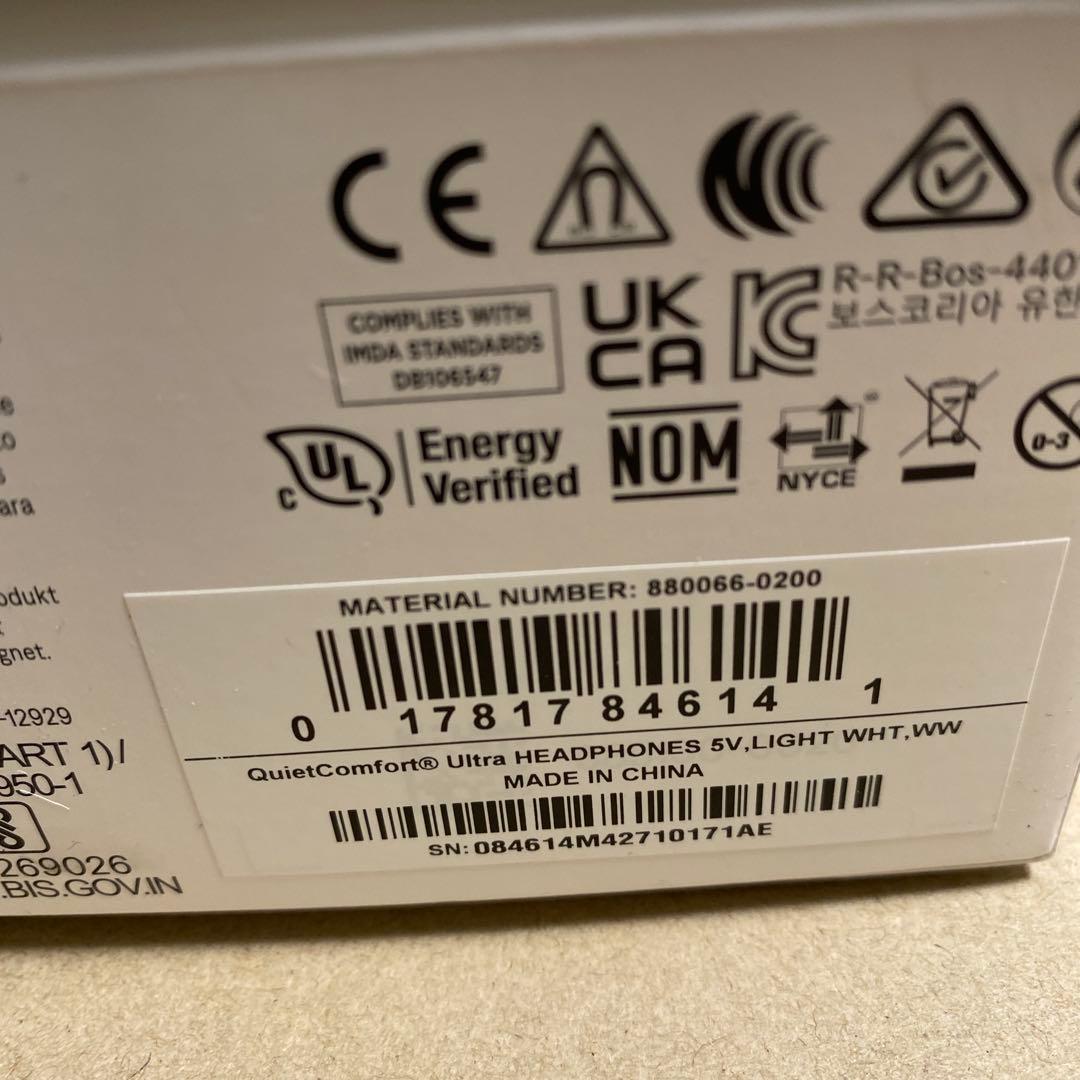 CE
R-R-Bos-440
보스코리아 유한
COMPLIES WITH
IMDA STANDARDS
DB106547
UK
CA
c UL Energy
Verified
NOM
NYCE
0-3
ara
odukt
gnet.
-12929
ART 1)/
950-1
269026
.BIS.GOV.IN
MATERIAL NUMBER: 880066-0200
0 17817 84614 1
QuietComfort® Ultra HEADPHONES 5V,LIGHT WHT,WW
MADE IN CHINA
SN: 084614M42710171AE